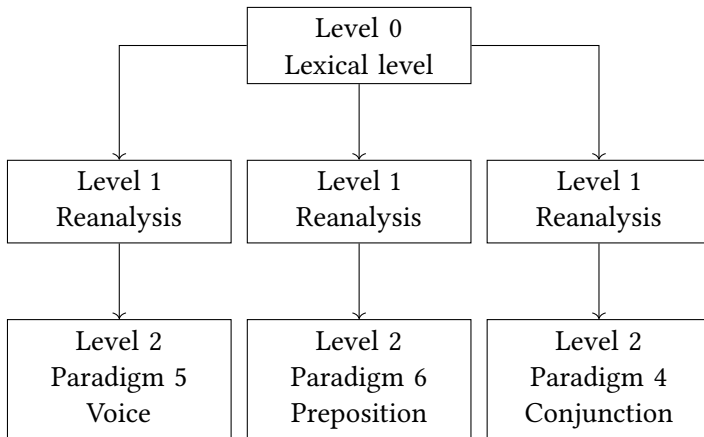 Level 0
Lexical level
Level 1
Reanalysis
Level 1
Reanalysis
Level 1
Reanalysis
Level 2
Paradigm 5
Voice
Level 2
Paradigm 6
Preposition
Level 2
Paradigm 4
Conjunction